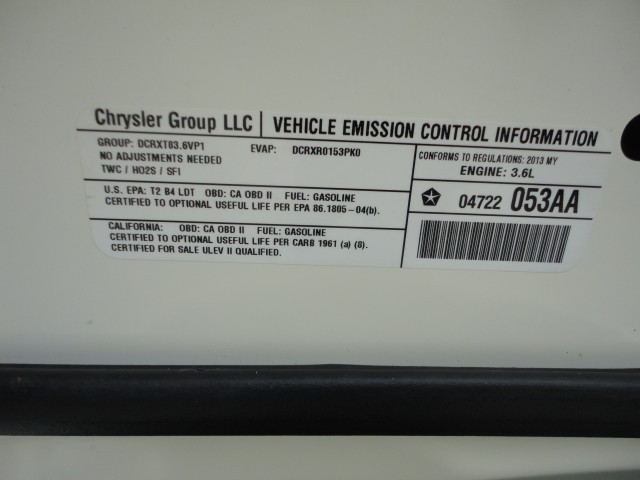 Chrysler Group LLC
VEHICLE EMISSION CONTROL INFORMATION
GROUP: DCRXT03.6VP1 EVAP: DCRXR0153PK0
NO ADJUSTMENTS NEEDED
TWC / HO2S / SFI
CONFORMS TO REGULATIONS: 2013 MY
ENGINE: 3.6L
U.S. EPA: T2 B4 LDT OBD: CA OBD II FUEL: GASOLINE
CERTIFIED TO OPTIONAL USEFUL LIFE PER EPA 86.1805-04(b).
04722 053AA
CALIFORNIA: OBD: CA OBD II FUEL: GASOLINE
CERTIFIED TO OPTIONAL USEFUL LIFE PER CARB 1961 (a) (8).
CERTIFIED FOR SALE ULEV II QUALIFIED.